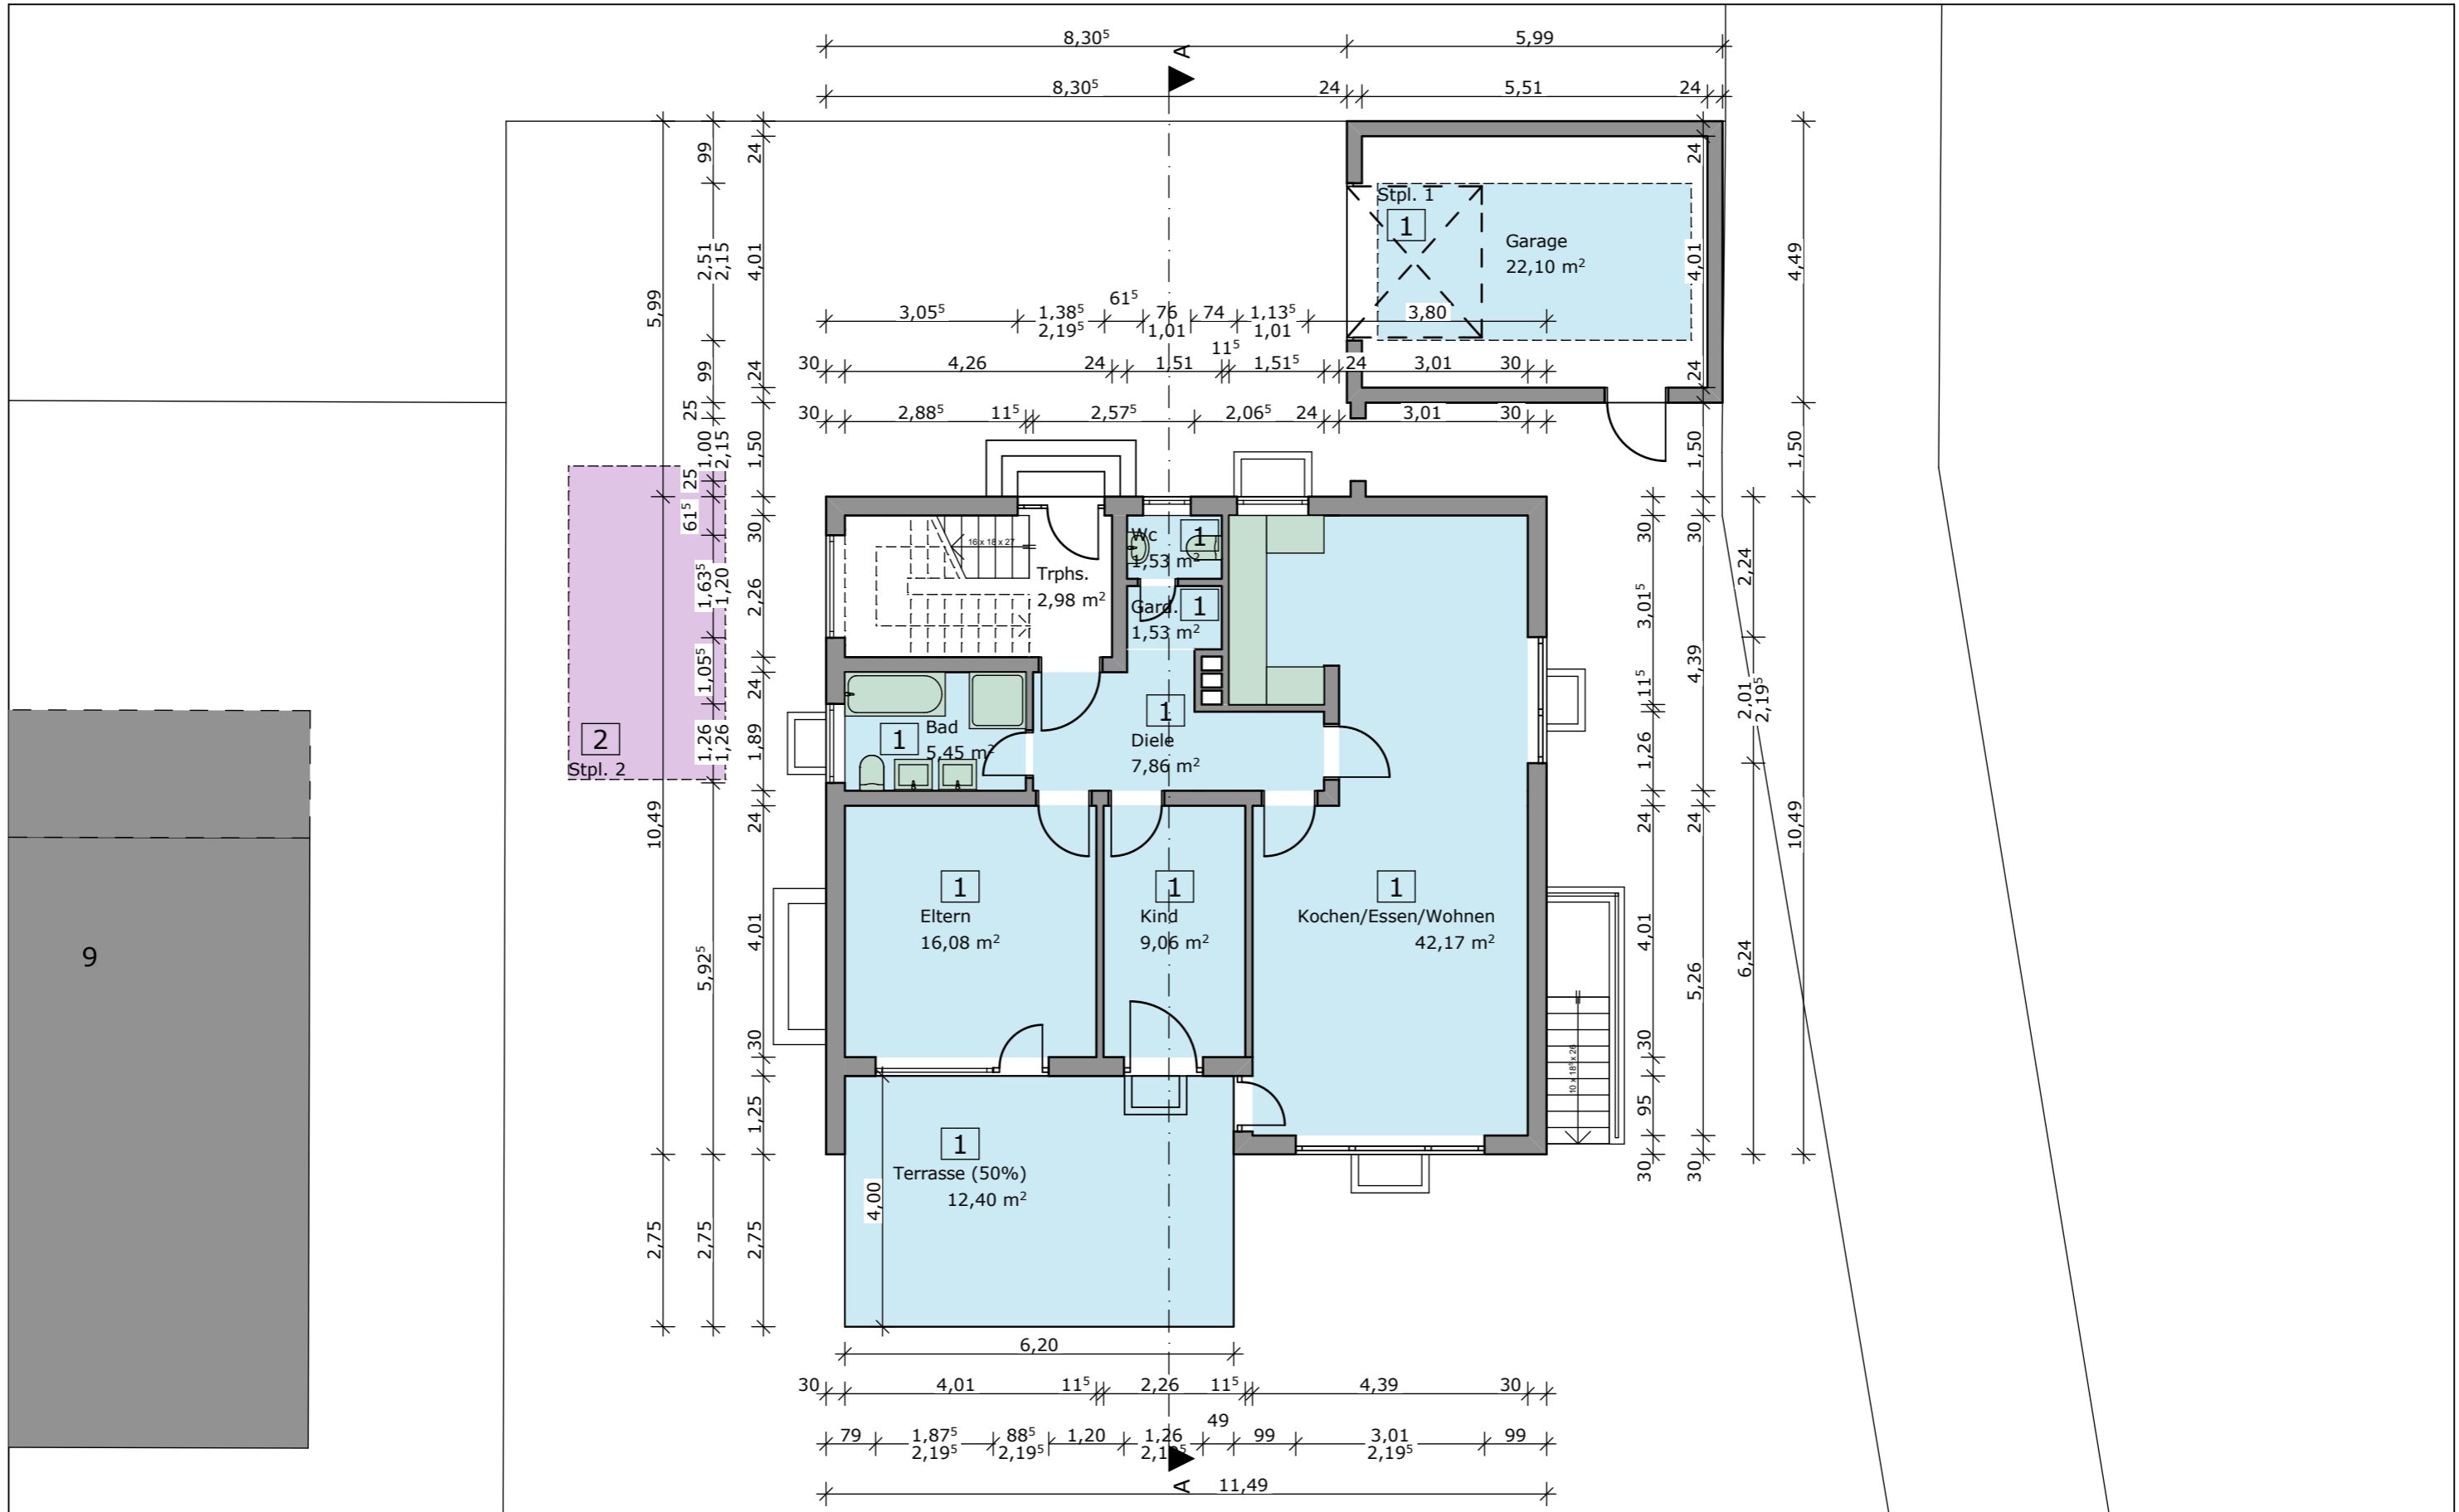 8,30⁵ 5,99
A
8,30⁵ 24 5,51 24
99 24 24
Stpl. 1
1
Garage
22,10 m²
2,51 2,15 4,01 4,01 4,49
5,99
3,05⁵ 1,38⁵ 61⁵ 76 74 1,13⁵ 3,80
2,19⁵ 1,01 1,01
11⁵
30 4,26 24 1,51 1,51⁵ 24 3,01 30
99 24 24
30 2,88⁵ 11⁵ 2,57⁵ 2,06⁵ 24 3,01 30
25
1,00 2,15 1,50 1,50 1,50
25
61⁵ 30 30 30
16 x 18 x 27
Wc
1
1,53 m²
Trphs.
2,98 m²
Gard.
1
1,53 m²
1,63⁵ 1,20 2,26 3,01⁵ 2,24
1,05⁵ 24 11⁵ 4,39 2,01 2,19⁵
1
Bad
5,45 m²
1
Diele
7,86 m²
2
Stpl. 2
1,26 1,26 1,89 1,26
10,49 24 24 24 10,49
1
Eltern
16,08 m²
1
Kind
9,06 m²
1
Kochen/Essen/Wohnen
42,17 m²
9
5,92⁵ 4,01 4,01 5,26 6,24
30 30
10 x 18⁵ x 26
1,25 95
1
Terrasse (50%)
12,40 m²
30 30
4,00
2,75 2,75 2,75
6,20
30 4,01 11⁵ 2,26 11⁵ 4,39 30
79 1,87⁵ 88⁵ 1,20 1,26 49 99 3,01 99
2,19⁵ 2,19⁵ 2,19⁵ 2,19⁵
A 11,49